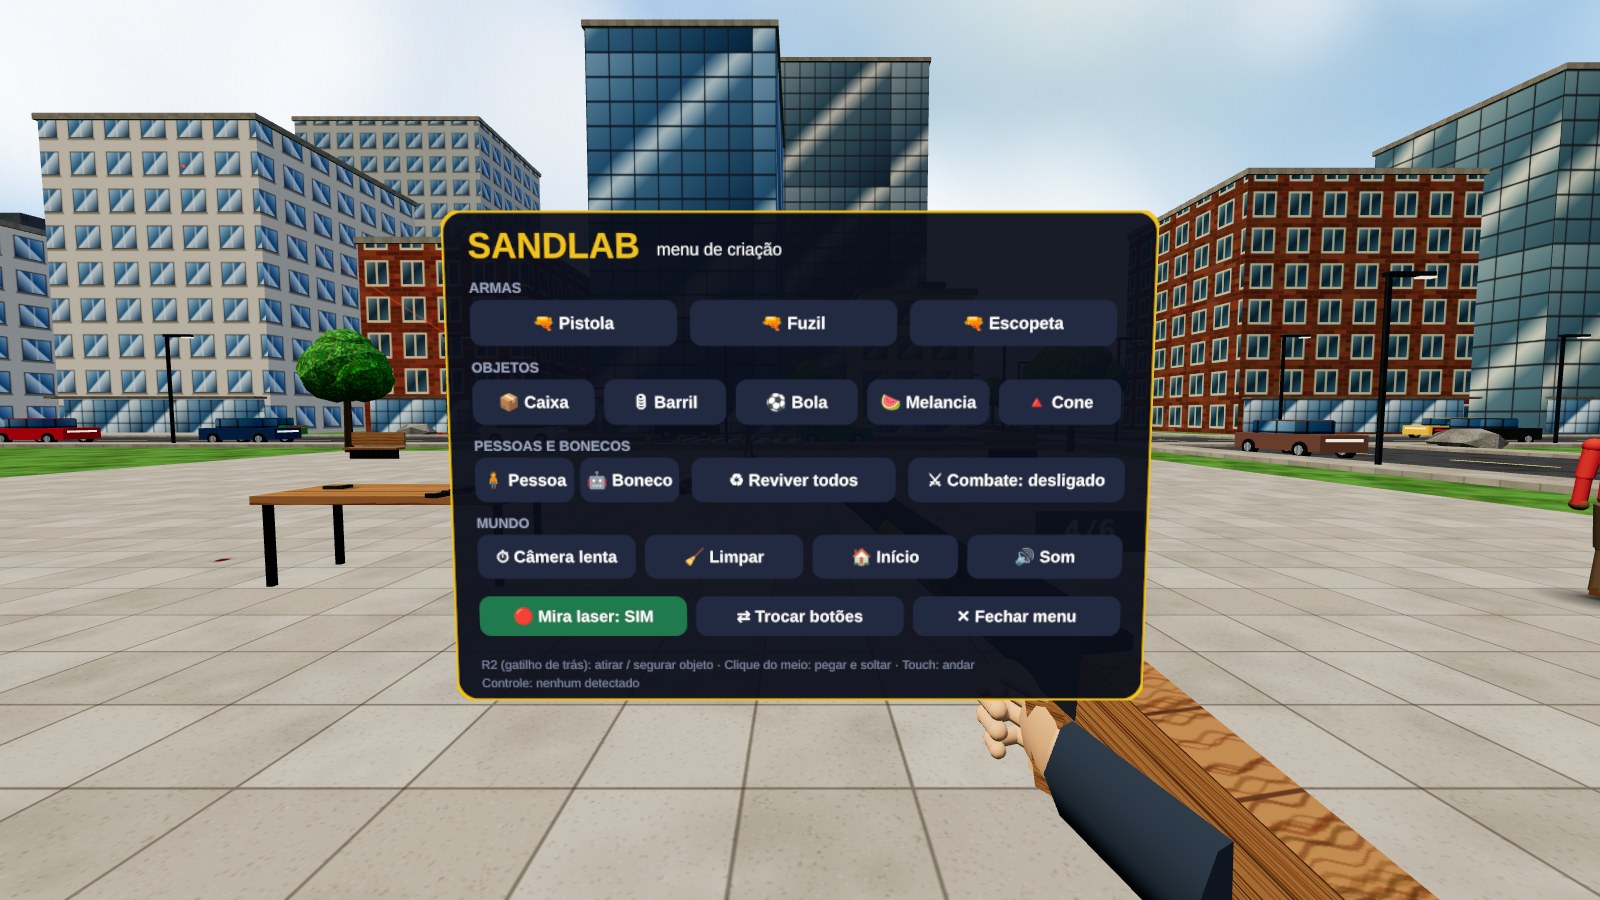 SANDLAB menu de criação
ARMAS
Pistola Fuzil Escopeta
OBJETOS
Caixa Barril Bola Melancia Cone
PESSOAS E BONECOS
Pessoa Boneco Reviver todos Combate: desligado
MUNDO
Câmera lenta Limpar Início Som
Mira laser: SIM Trocar botões Fechar menu
R2 (gatilho de trás): atirar / segurar objeto · Clique do meio: pegar e soltar · Touch: andar
Controle: nenhum detectado
4/6